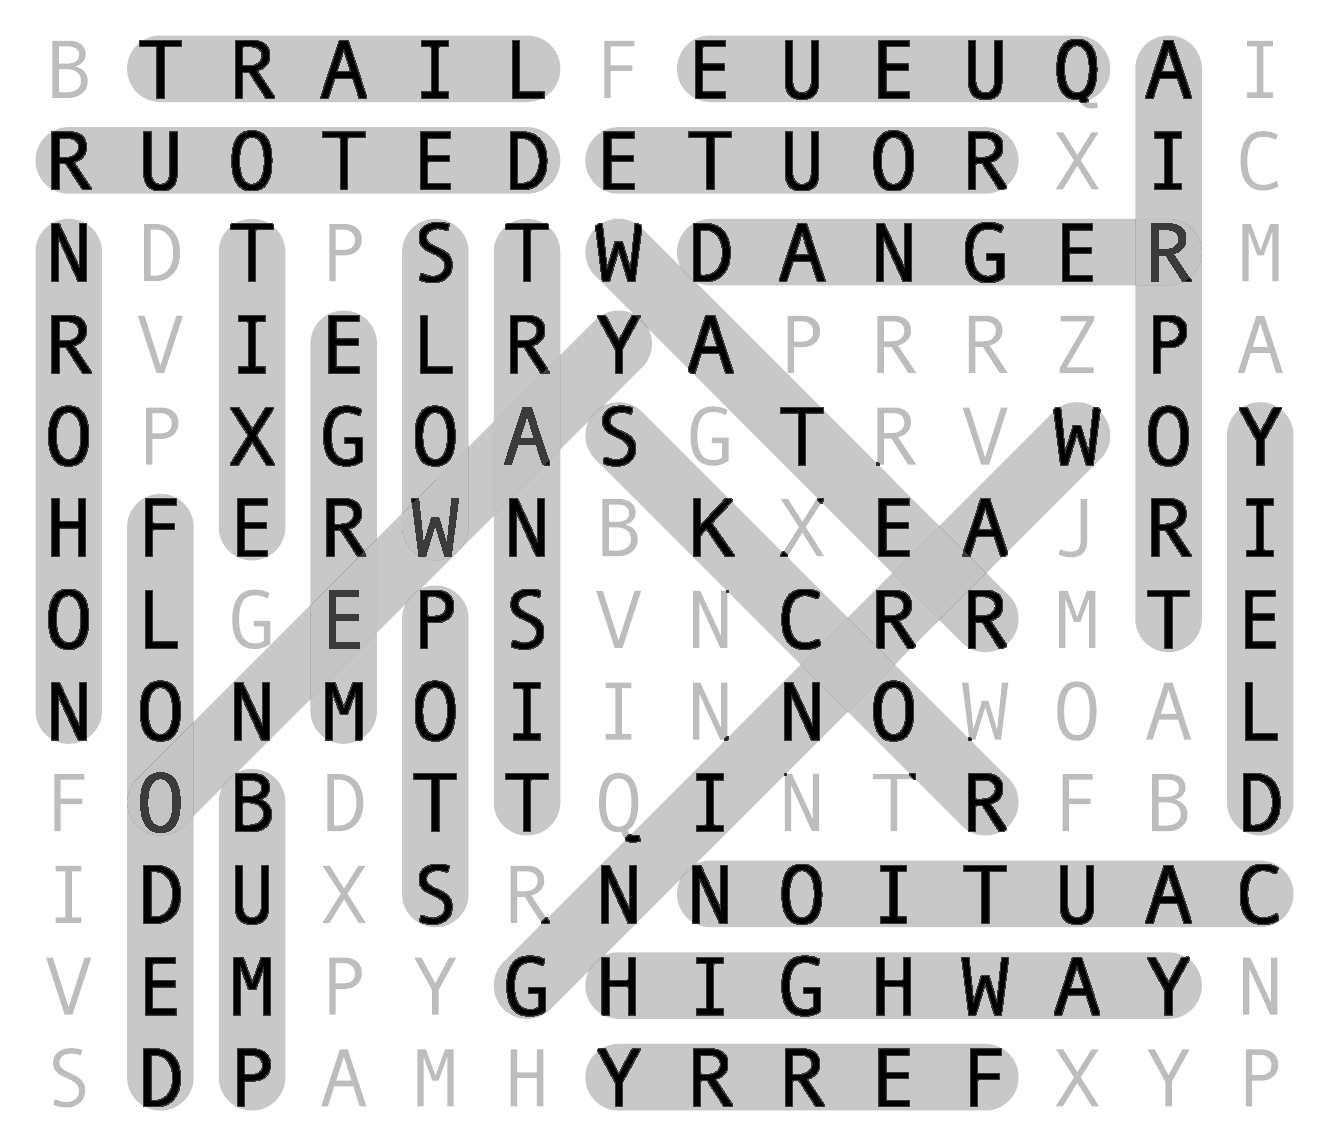 B T R A I L F E U E U Q A I
R U O T E D E T U O R X I C
N D T P S T W D A N G E R M
R V I E L R Y A P R R Z P A
O P X G O A S G T R V W O Y
H F E R W N B K X E A J R I
O L G E P S V N C R R M T E
N O N M O I I N N O W O A L
F O B D T T Q I N T R F B D
I D U X S R N N O I T U A C
V E M P Y G H I G H W A Y N
S D P A M H Y R R E F X Y P